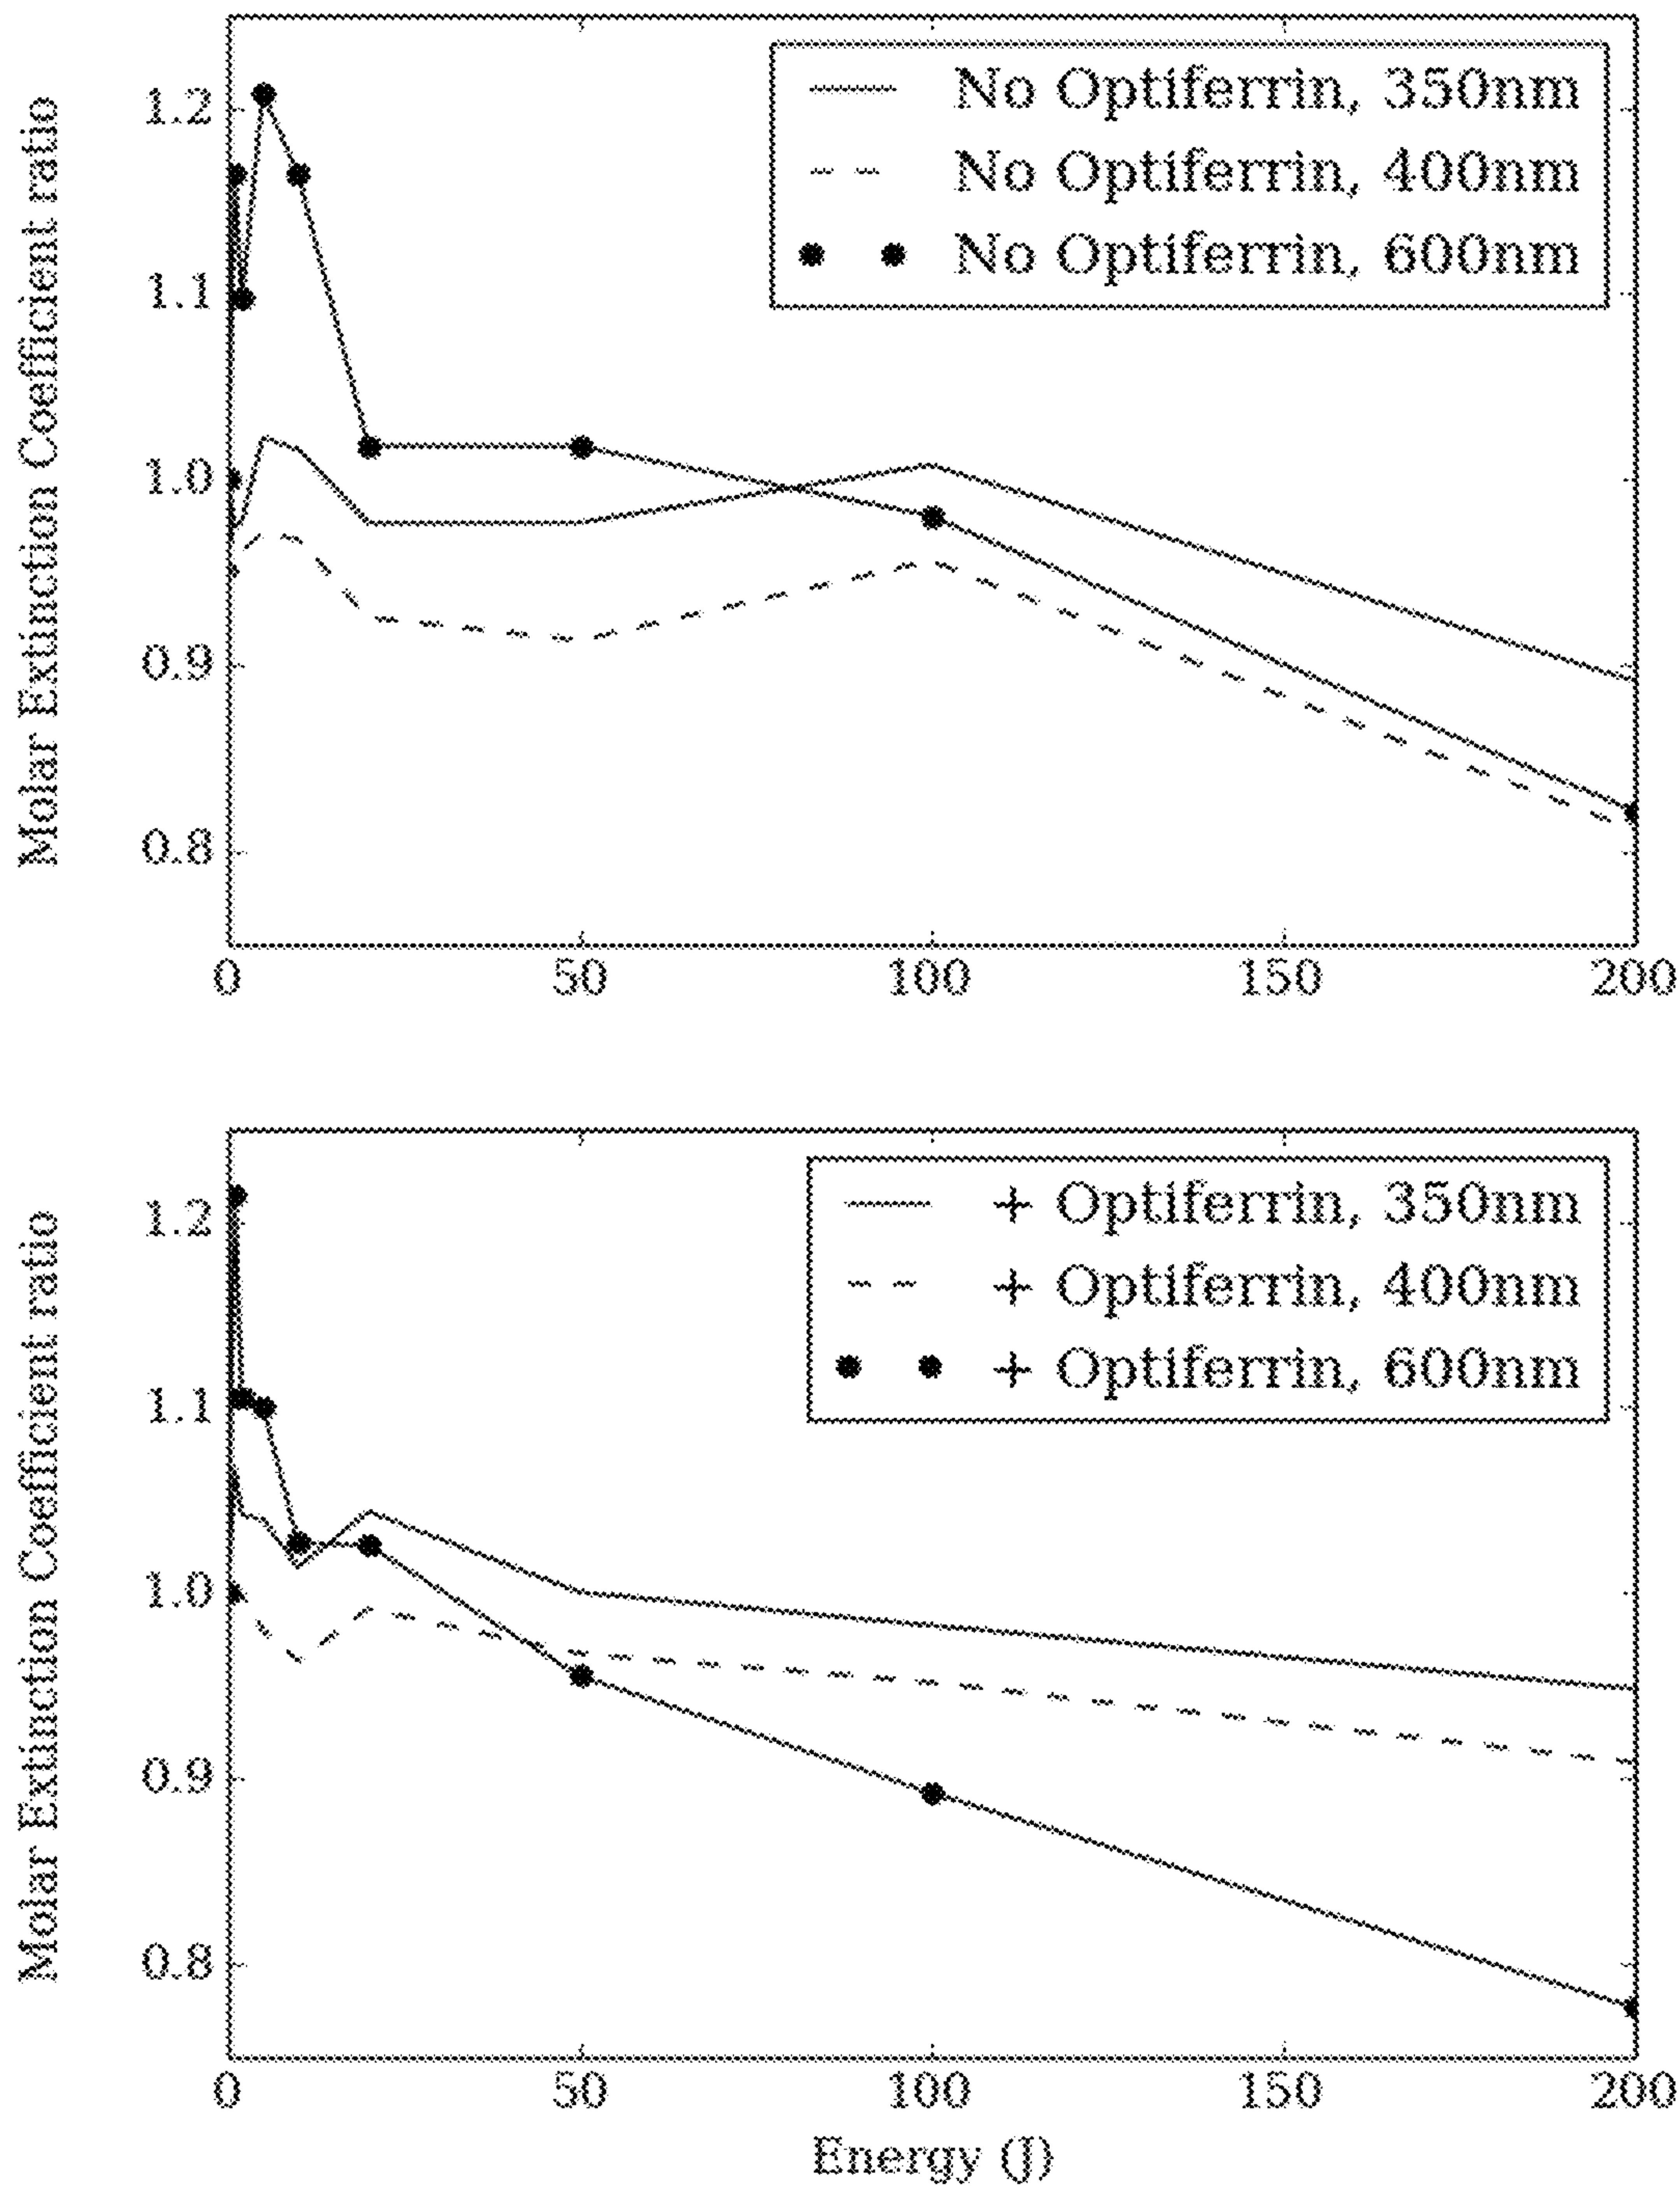 Molar Extinction Coefficient ratio
1.2
1.1
1.0
0.9
0.8
No Optiferrin, 350nm
No Optiferrin, 400nm
No Optiferrin, 600nm
0 50 100 150 200
Molar Extinction Coefficient ratio
1.2
1.1
1.0
0.9
0.8
+ Optiferrin, 350nm
+ Optiferrin, 400nm
+ Optiferrin, 600nm
0 50 100 150 200
Energy (J)